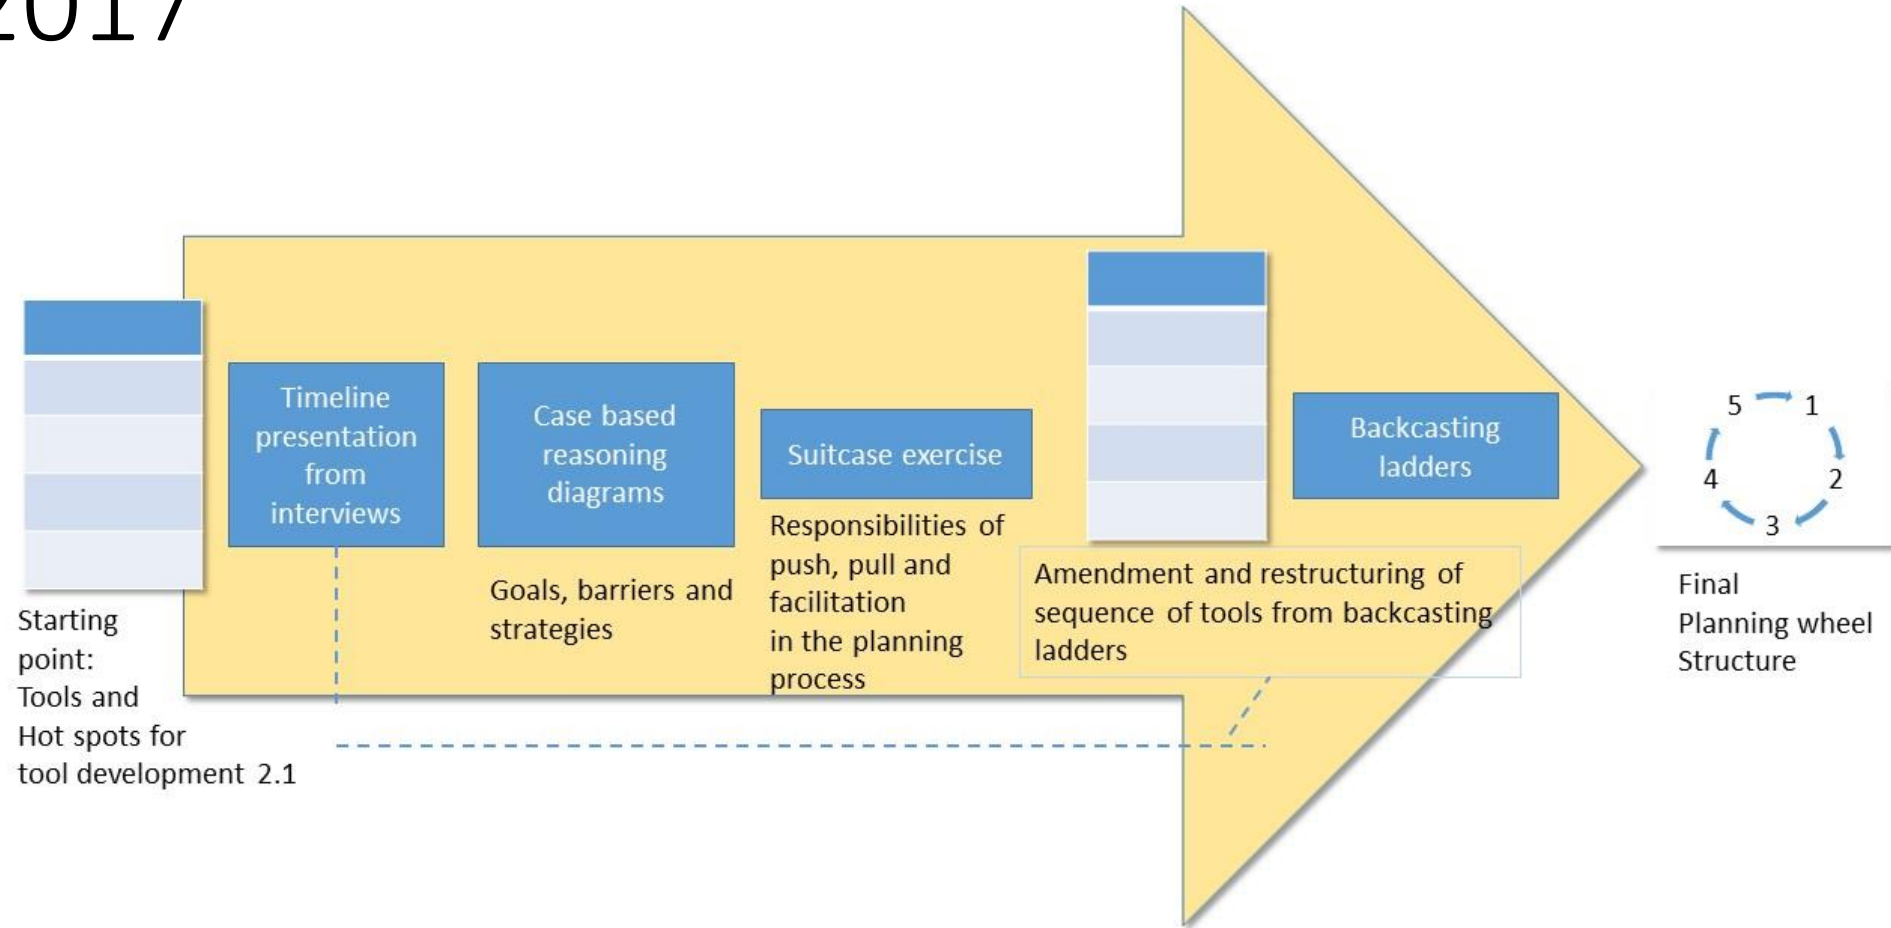 2017
Timeline
presentation
from
interviews
Case based
reasoning
diagrams
Suitcase exercise
Backcasting
ladders
Goals, barriers and
strategies
Responsibilities of
push, pull and
facilitation
in the planning
process
Amendment and restructuring of
sequence of tools from backcasting
ladders
Starting
point:
Tools and
Hot spots for
tool development 2.1
5 1
4 2
3
Final
Planning wheel
Structure